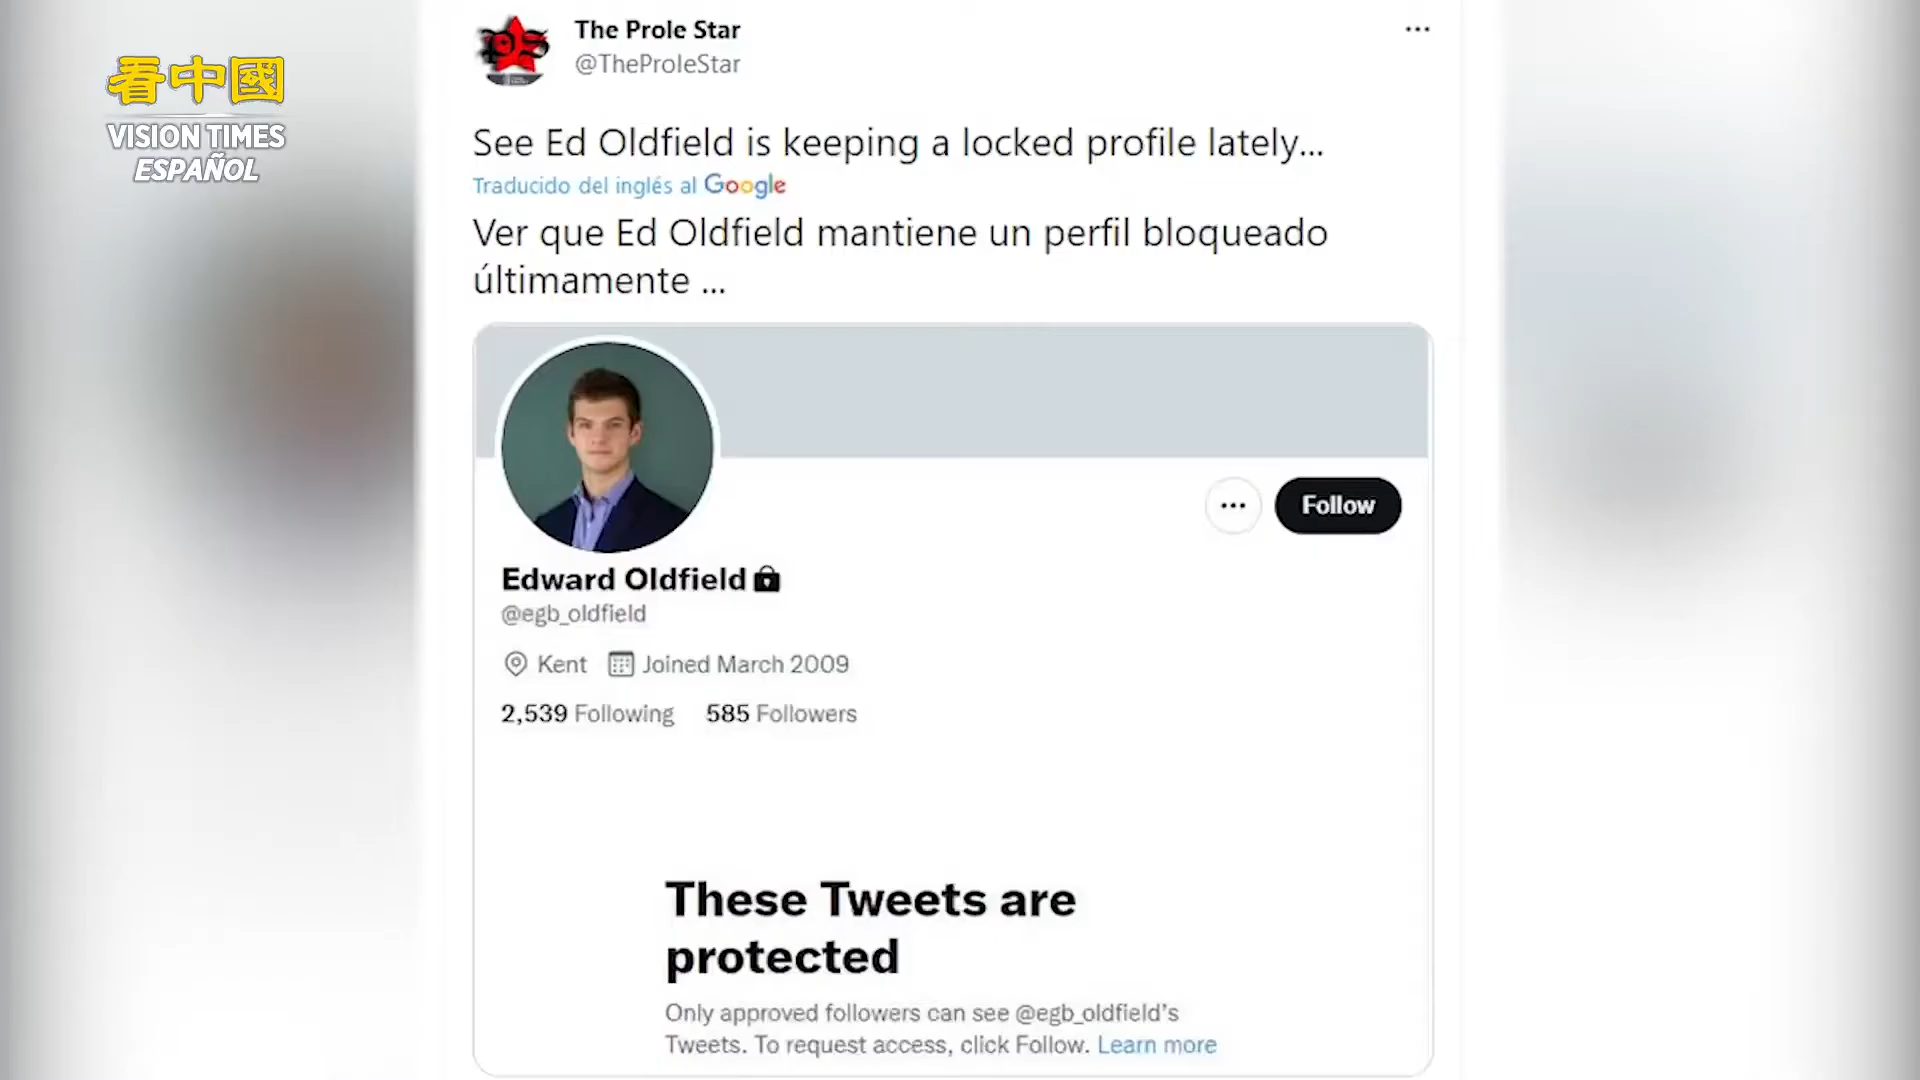 看中國
VISION TIMES
ESPAÑOL
The Prole Star
@TheProleStar
See Ed Oldfield is keeping a locked profile lately...
Traducido del inglés al Google
Ver que Ed Oldfield mantiene un perfil bloqueado
últimamente ...
Follow
Edward Oldfield
@egb_oldfield
Kent Joined March 2009
2,539 Following 585 Followers
These Tweets are
protected
Only approved followers can see @egb_oldfield's
Tweets. To request access, click Follow. Learn more